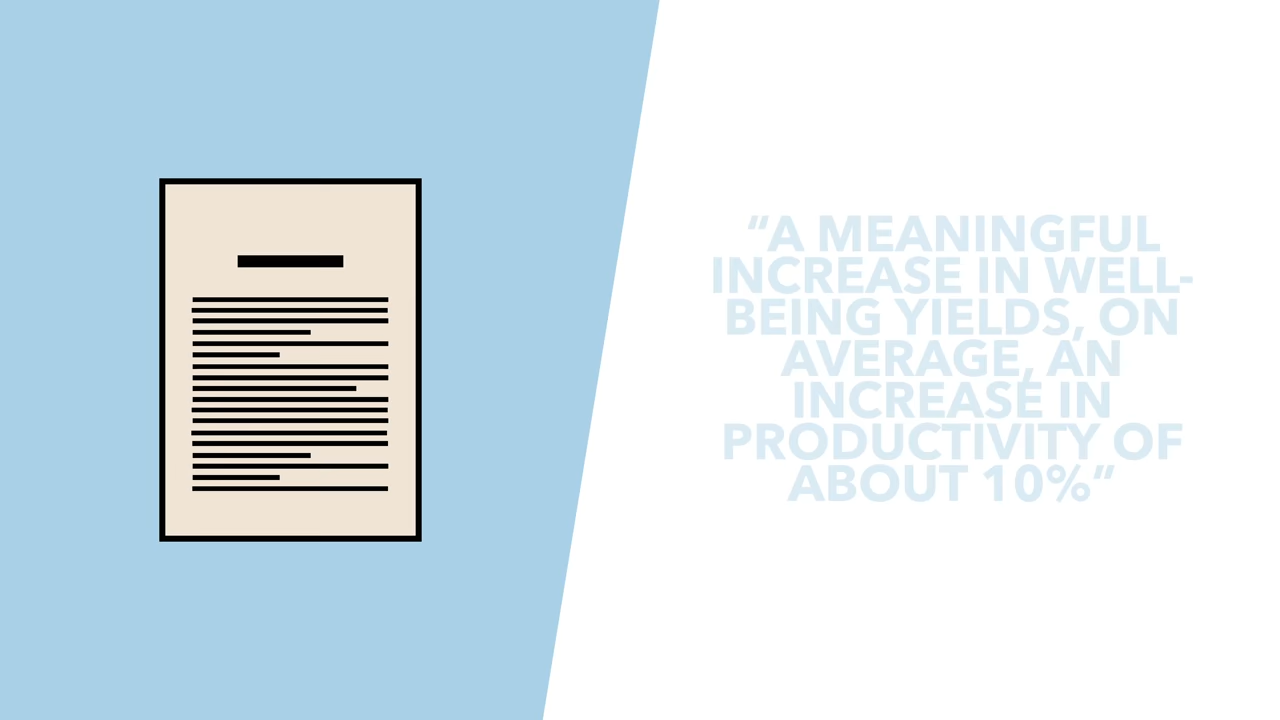 “A MEANINGFUL
INCREASE IN WELL-
BEING YIELDS, ON
AVERAGE, AN
INCREASE IN
PRODUCTIVITY OF
ABOUT 10%”